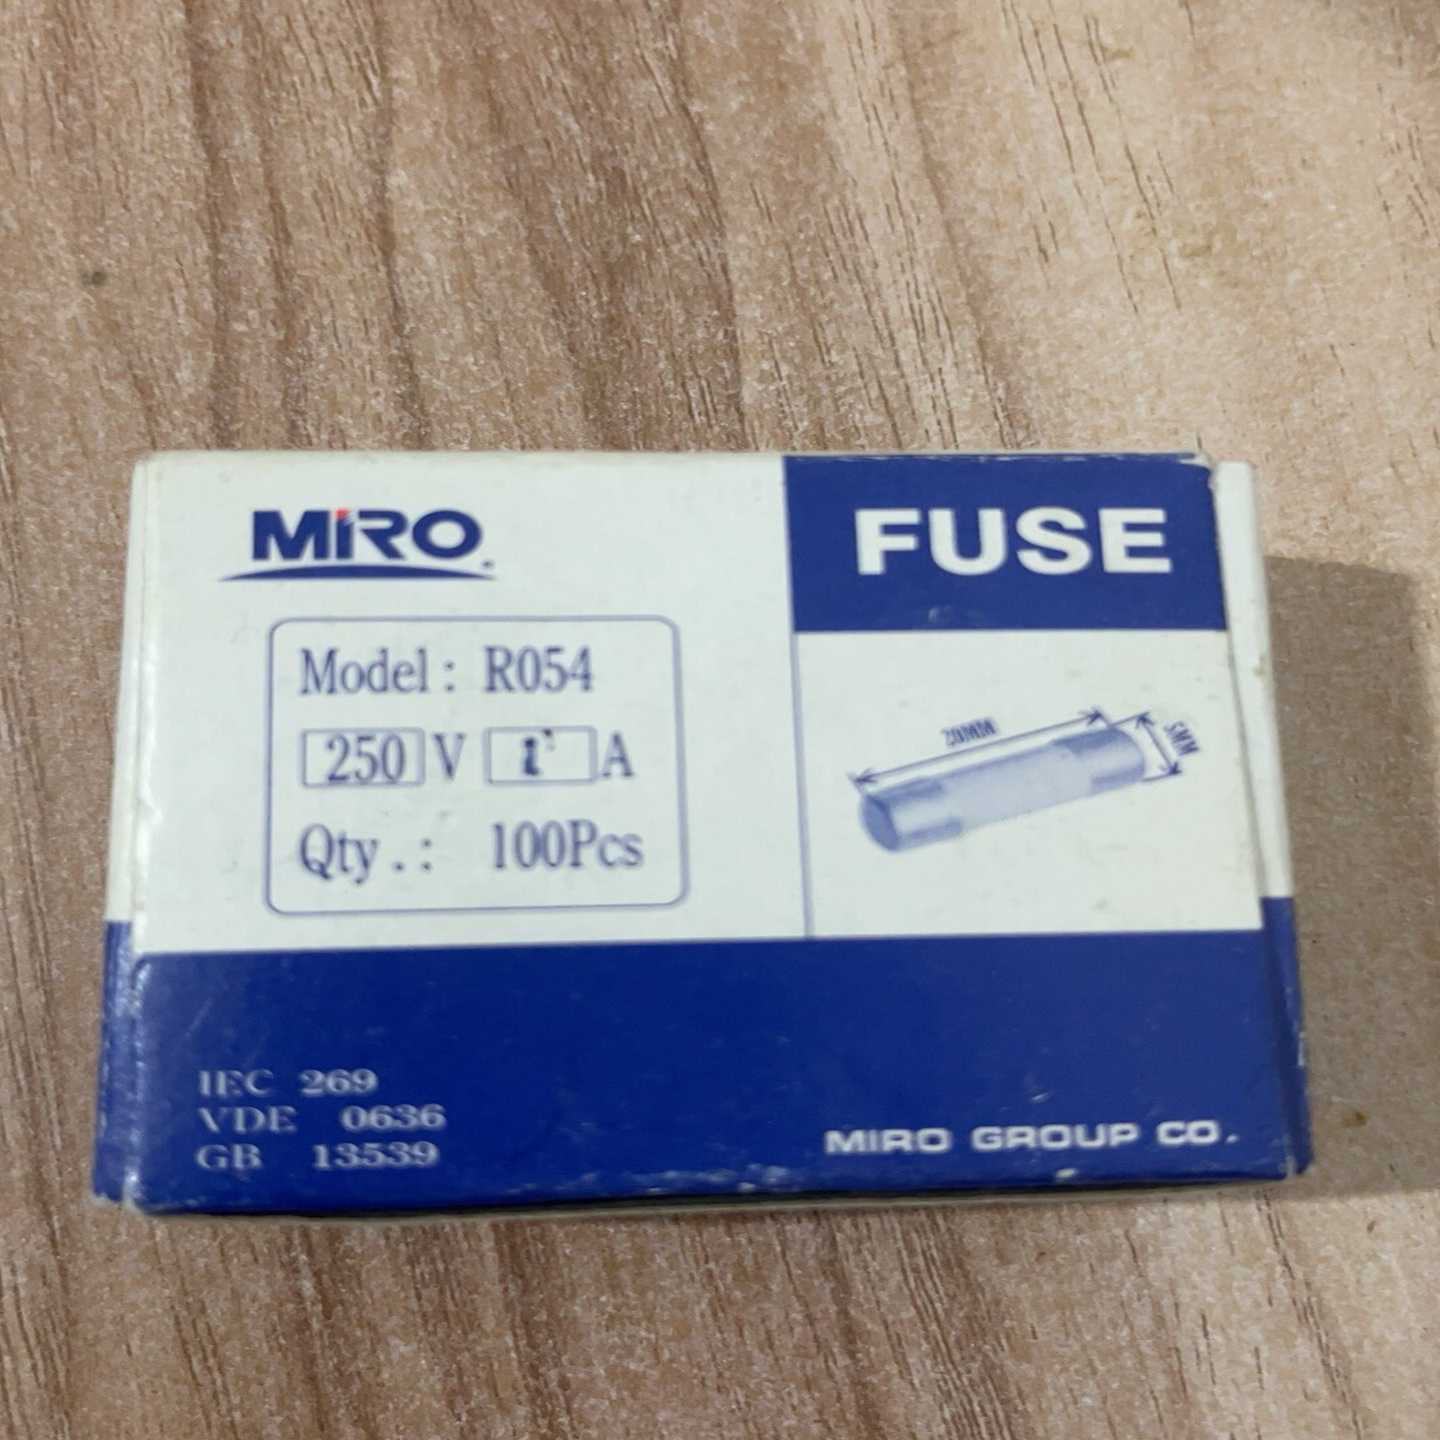 MIRO
FUSE
Model : R054
250 V A
Qty . : 100Pcs
20MM
5MM
IEC 269
VDE 0636
GB 13539
MIRO GROUP CO.